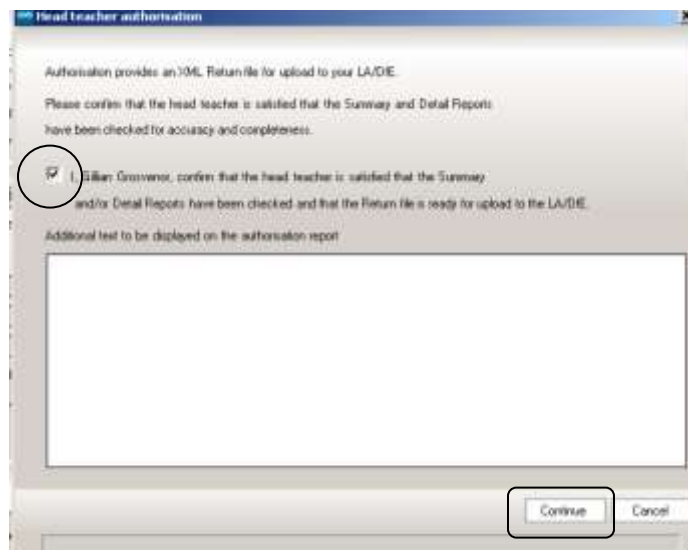 Head teacher authorisation
Authorisation provides an XML Return file for upload to your LA/DfE.
Please confirm that the head teacher is satisfied that the Summary and Detail Reports
have been checked for accuracy and completeness.
I, Gillian Grosvenor, confirm that the head teacher is satisfied that the Summary
and/or Detail Reports have been checked and that the Return file is ready for upload to the LA/DfE.
Additional text to be displayed on the authorisation report
Continue Cancel